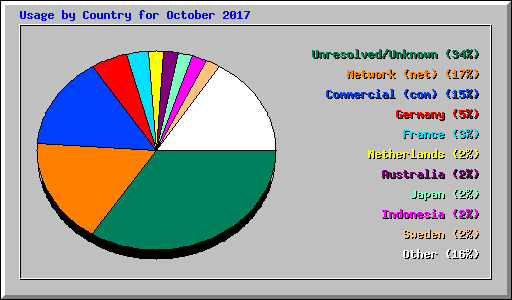 Usage by Country for October 2017
Unresolved/Unknown (34%)
Network (net) (17%)
Commercial (com) (15%)
Germany (5%)
France (3%)
Netherlands (2%)
Australia (2%)
Japan (2%)
Indonesia (2%)
Sweden (2%)
Other (16%)